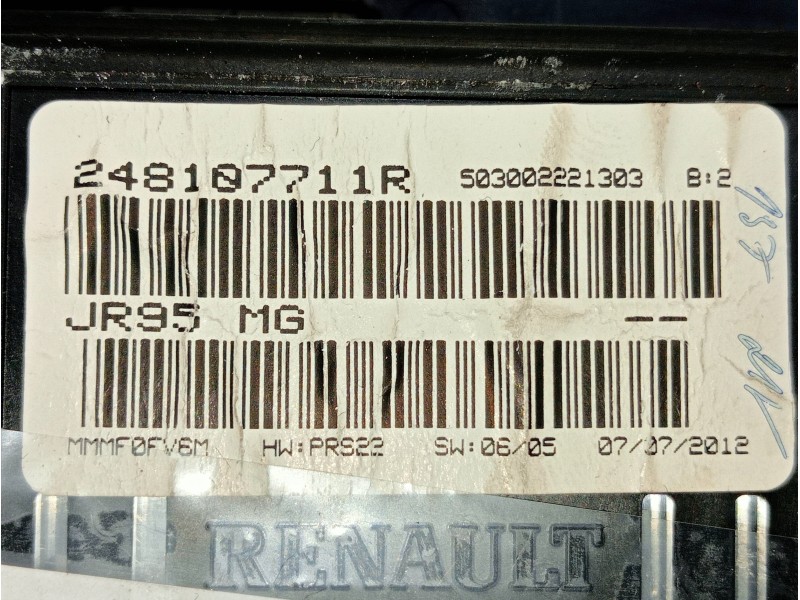 248107711R 503002221303 B:2
JR95 MG --
MMMF0FV6M HW:PRS22 SW:06/05 07/07/2012
RENAULT